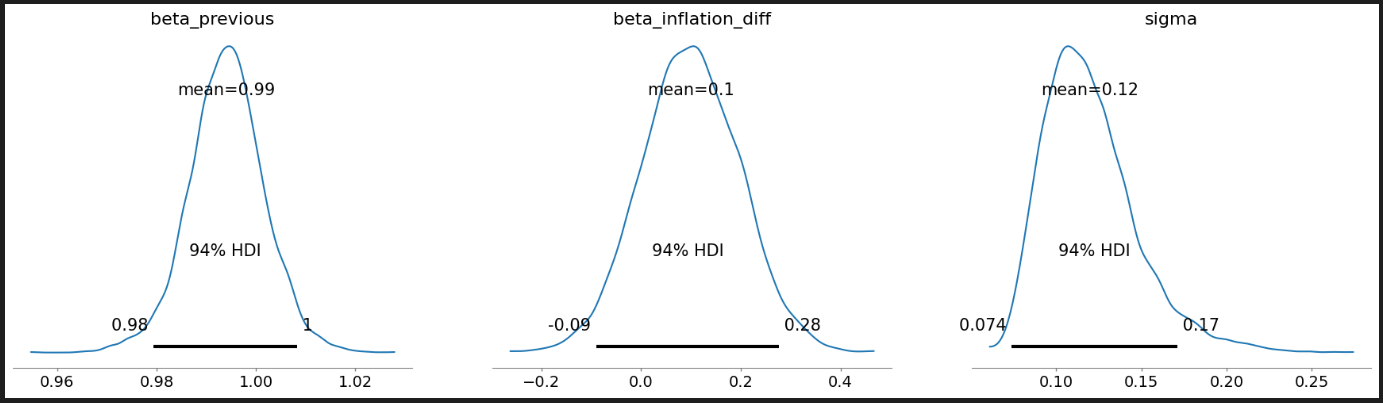 beta_previous
mean=0.99
94% HDI
0.98 1
0.96 0.98 1.00 1.02
beta_inflation_diff
mean=0.1
94% HDI
-0.09 0.28
−0.2 0.0 0.2 0.4
sigma
mean=0.12
94% HDI
0.074 0.17
0.10 0.15 0.20 0.25